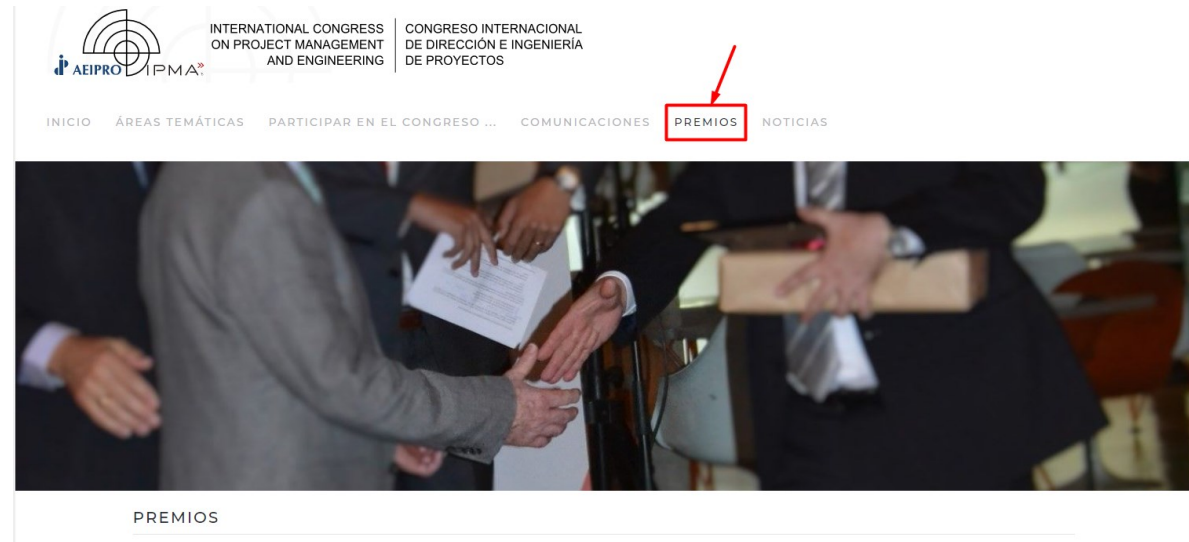 AEIPRO IPMA
INTERNATIONAL CONGRESS
ON PROJECT MANAGEMENT
AND ENGINEERING
CONGRESO INTERNACIONAL
DE DIRECCIÓN E INGENIERÍA
DE PROYECTOS
INICIO ÁREAS TEMÁTICAS PARTICIPAR EN EL CONGRESO ... COMUNICACIONES PREMIOS NOTICIAS
PREMIOS